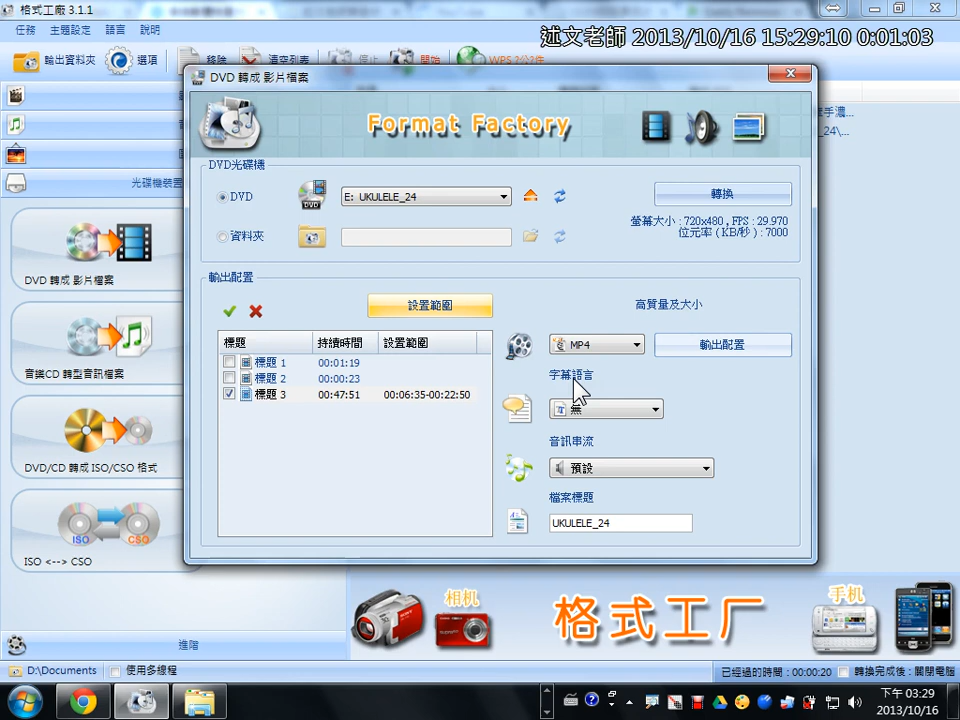 格式工廠 3.1.1
任務 主題設定 語言 說明
述文老師 2013/10/16 15:29:10 0:01:03
輸出資料夾 選項 移除 清空列表 停止 開始
光碟機裝置
DVD 轉成 影片檔案
音樂CD 轉型音訊檔案
DVD/CD 轉成 ISO/CSO 格式
ISO CSO
ISO <--> CSO
進階
DVD 轉成 影片檔案
Format Factory
DVD光碟機
DVD
DVD
E: UKULELE_24
轉換
螢幕大小 : 720x480 , FPS : 29.970
位元率 (KB/秒) : 7000
資料夾
輸出配置
設置範圍
高質量及大小
標題 持續時間 設置範圍
標題 1 00:01:19
標題 2 00:00:23
標題 3 00:47:51 00:06:35-00:22:50
MP4
輸出配置
字幕語言
無
音訊串流
預設
檔案標題
UKULELE_24
相机
格式工厂
手机
D:\Documents
使用多線程
已經過的時間 : 00:00:20
轉換完成後 : 關閉電腦
下午 03:29
2013/10/16